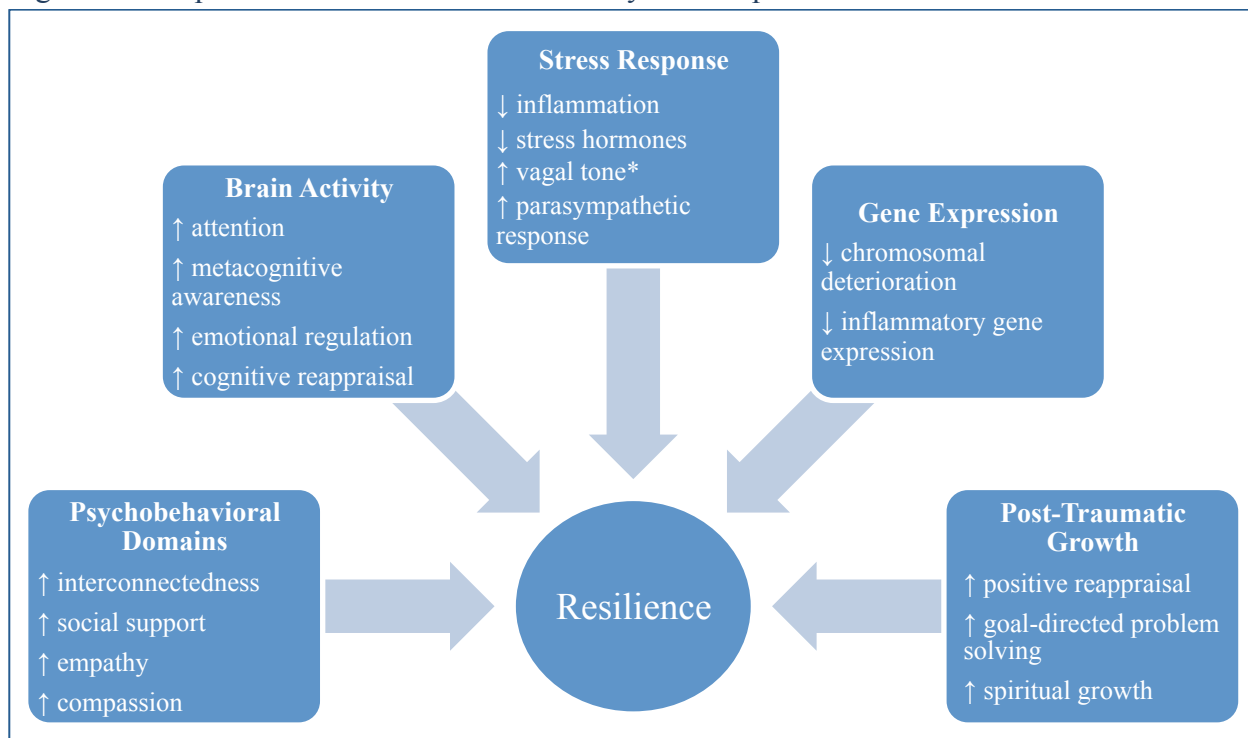 Stress Response
↓ inflammation
↓ stress hormones
↑ vagal tone*
↑ parasympathetic
response
Brain Activity
↑ attention
↑ metacognitive
awareness
↑ emotional regulation
↑ cognitive reappraisal
Gene Expression
↓ chromosomal
deterioration
↓ inflammatory gene
expression
Psychobehavioral
Domains
↑ interconnectedness
↑ social support
↑ empathy
↑ compassion
Resilience
Post-Traumatic
Growth
↑ positive reappraisal
↑ goal-directed problem
solving
↑ spiritual growth